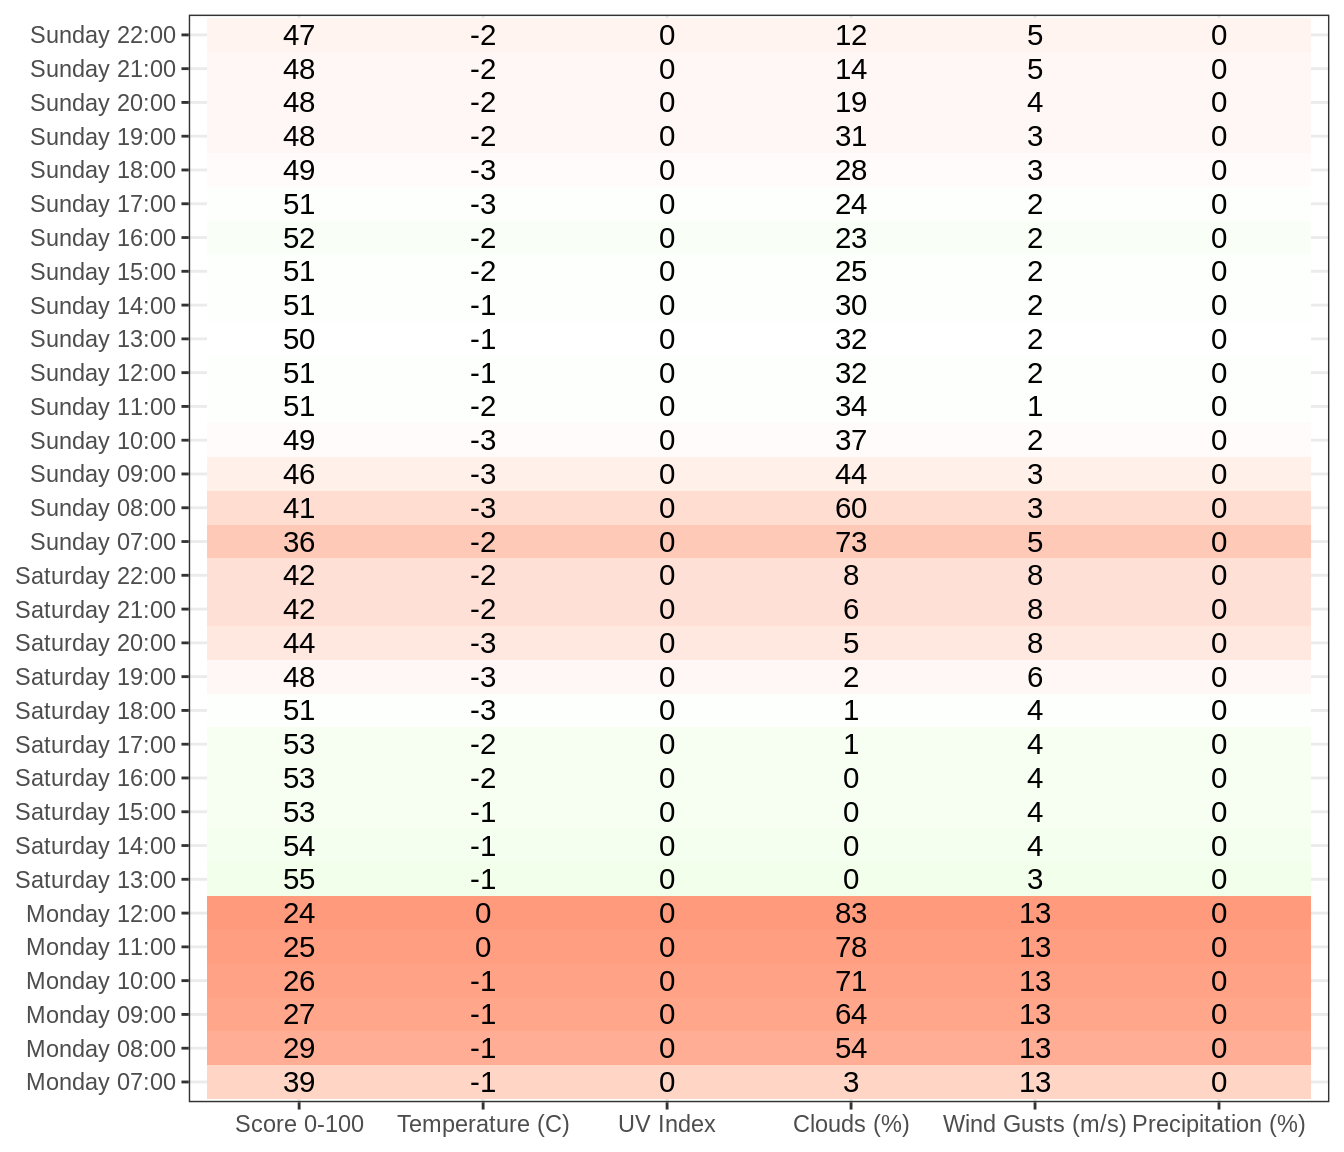 Sunday 22:00 47 -2 0 12 5 0
Sunday 21:00 48 -2 0 14 5 0
Sunday 20:00 48 -2 0 19 4 0
Sunday 19:00 48 -2 0 31 3 0
Sunday 18:00 49 -3 0 28 3 0
Sunday 17:00 51 -3 0 24 2 0
Sunday 16:00 52 -2 0 23 2 0
Sunday 15:00 51 -2 0 25 2 0
Sunday 14:00 51 -1 0 30 2 0
Sunday 13:00 50 -1 0 32 2 0
Sunday 12:00 51 -1 0 32 2 0
Sunday 11:00 51 -2 0 34 1 0
Sunday 10:00 49 -3 0 37 2 0
Sunday 09:00 46 -3 0 44 3 0
Sunday 08:00 41 -3 0 60 3 0
Sunday 07:00 36 -2 0 73 5 0
Saturday 22:00 42 -2 0 8 8 0
Saturday 21:00 42 -2 0 6 8 0
Saturday 20:00 44 -3 0 5 8 0
Saturday 19:00 48 -3 0 2 6 0
Saturday 18:00 51 -3 0 1 4 0
Saturday 17:00 53 -2 0 1 4 0
Saturday 16:00 53 -2 0 0 4 0
Saturday 15:00 53 -1 0 0 4 0
Saturday 14:00 54 -1 0 0 4 0
Saturday 13:00 55 -1 0 0 3 0
Monday 12:00 24 0 0 83 13 0
Monday 11:00 25 0 0 78 13 0
Monday 10:00 26 -1 0 71 13 0
Monday 09:00 27 -1 0 64 13 0
Monday 08:00 29 -1 0 54 13 0
Monday 07:00 39 -1 0 3 13 0
Score 0-100 Temperature (C) UV Index Clouds (%) Wind Gusts (m/s) Precipitation (%)